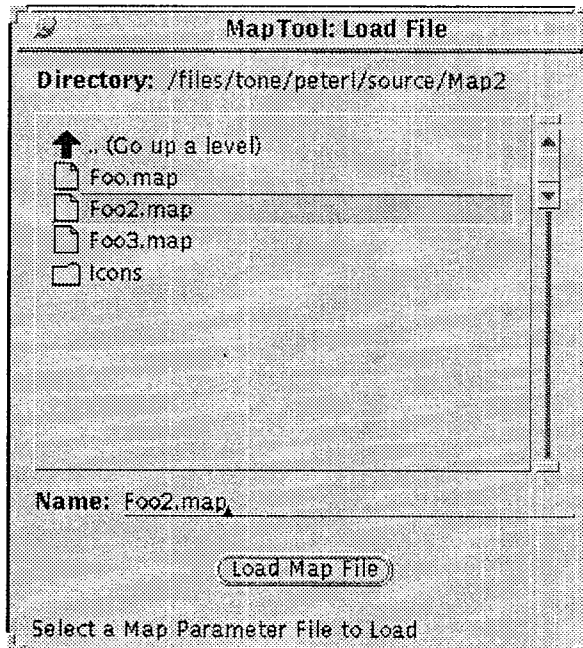 MapTool: Load File
Directory: /files/tone/peterl/source/Map2
.. (Go up a level)
Foo.map
Foo2.map
Foo3.map
Icons
Name: Foo2.map
Load Map File
Select a Map Parameter File to Load